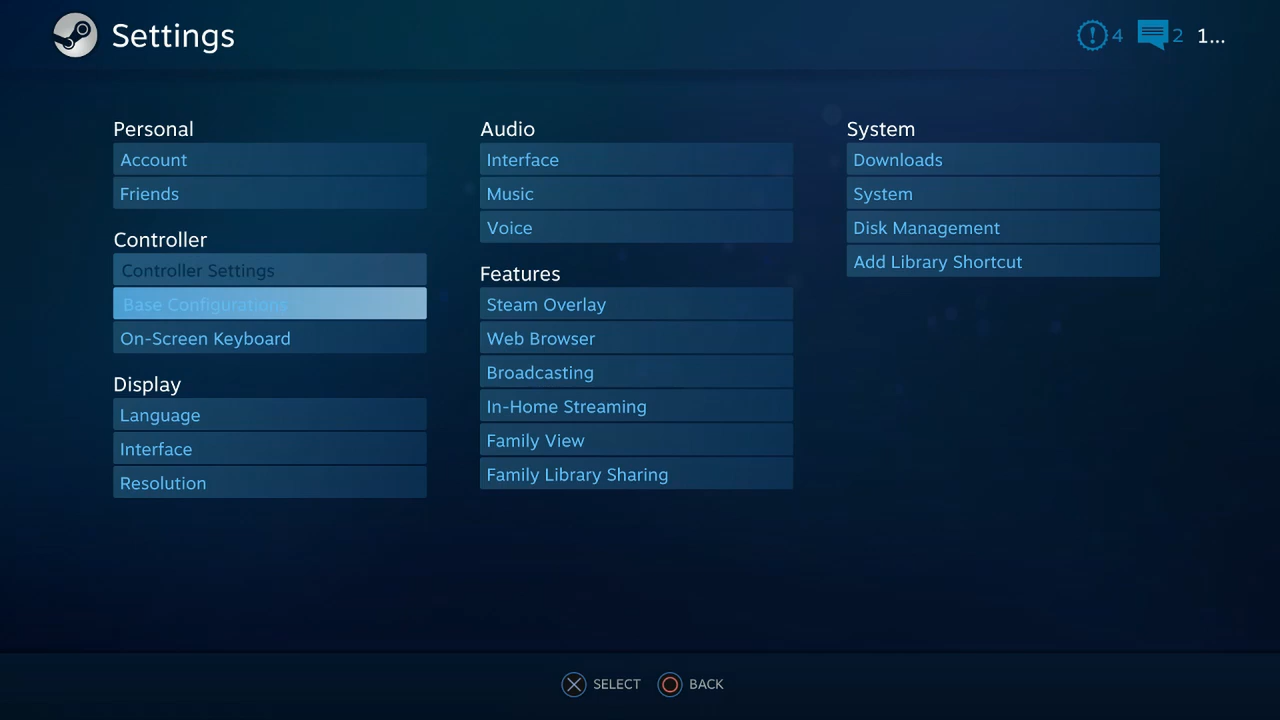 Settings
4
2
1...
Personal
Account
Friends
Controller
Controller Settings
Base Configurations
On-Screen Keyboard
Display
Language
Interface
Resolution
Audio
Interface
Music
Voice
Features
Steam Overlay
Web Browser
Broadcasting
In-Home Streaming
Family View
Family Library Sharing
System
Downloads
System
Disk Management
Add Library Shortcut
SELECT
BACK